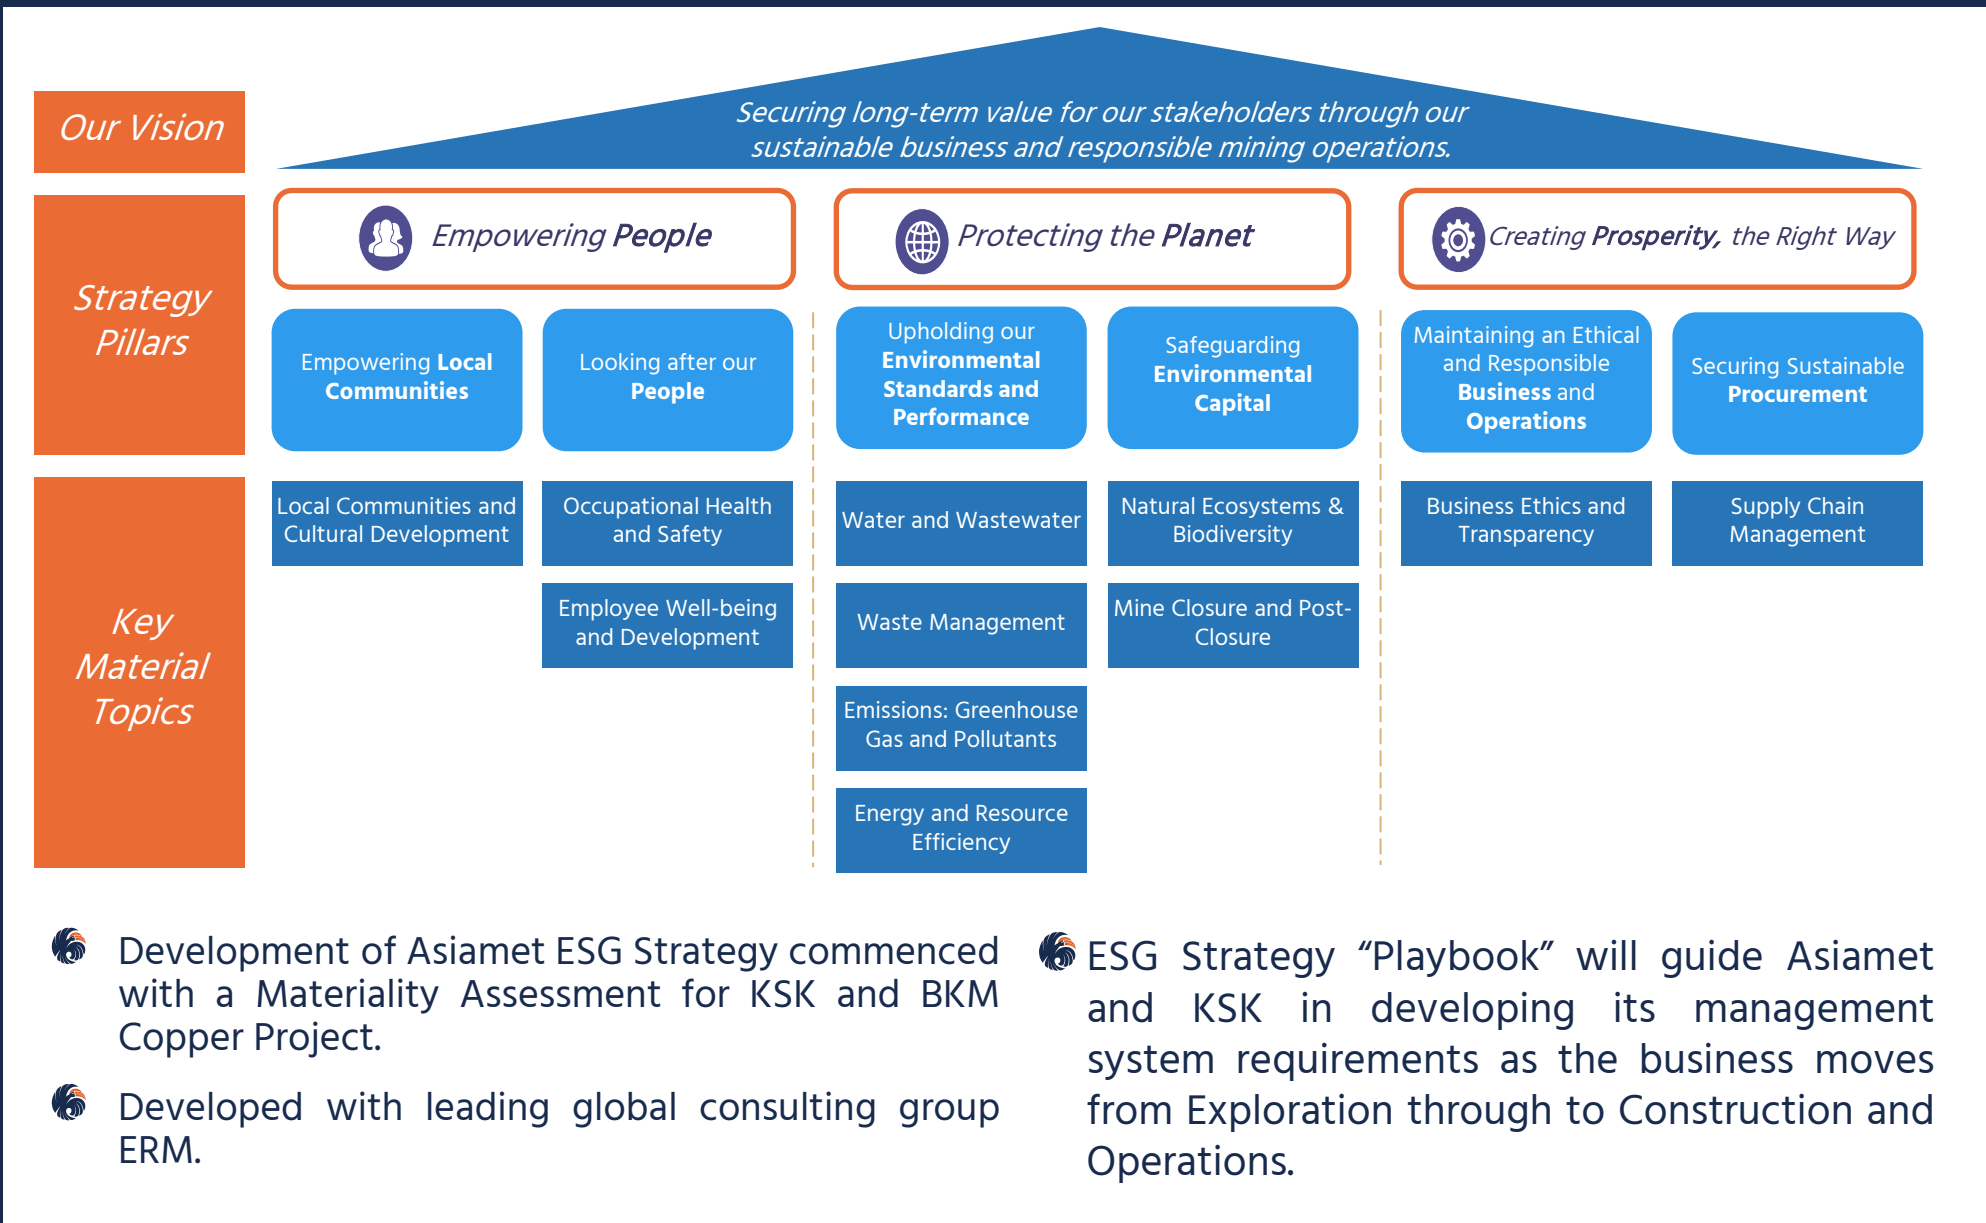 Our Vision
Securing long-term value for our stakeholders through our
sustainable business and responsible mining operations.
Strategy
Pillars
Empowering People
Protecting the Planet
Creating Prosperity, the Right Way
Empowering Local
Communities
Looking after our
People
Upholding our
Environmental
Standards and
Performance
Safeguarding
Environmental
Capital
Maintaining an Ethical
and Responsible
Business and
Operations
Securing Sustainable
Procurement
Key
Material
Topics
Local Communities and
Cultural Development
Occupational Health
and Safety
Employee Well-being
and Development
Water and Wastewater
Waste Management
Emissions: Greenhouse
Gas and Pollutants
Energy and Resource
Efficiency
Natural Ecosystems &
Biodiversity
Mine Closure and Post-
Closure
Business Ethics and
Transparency
Supply Chain
Management
Development of Asiamet ESG Strategy commenced
with a Materiality Assessment for KSK and BKM
Copper Project.
Developed with leading global consulting group
ERM.
ESG Strategy “Playbook” will guide Asiamet
and KSK in developing its management
system requirements as the business moves
from Exploration through to Construction and
Operations.